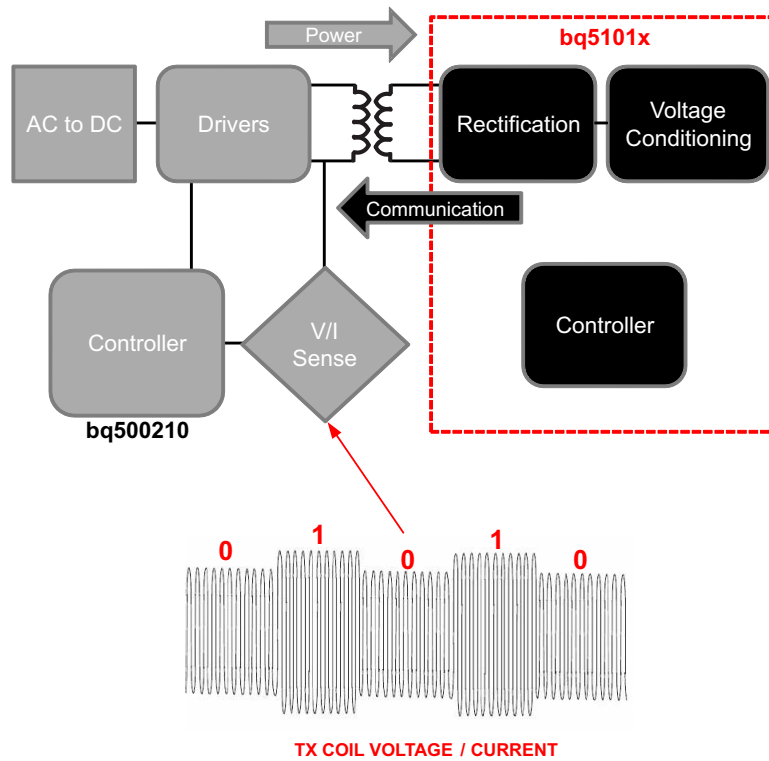 Power
bq5101x
AC to DC
Drivers
Rectification
Voltage
Conditioning
Communication
Controller
V/I
Sense
Controller
bq500210
0
1
0
1
0
TX COIL VOLTAGE / CURRENT